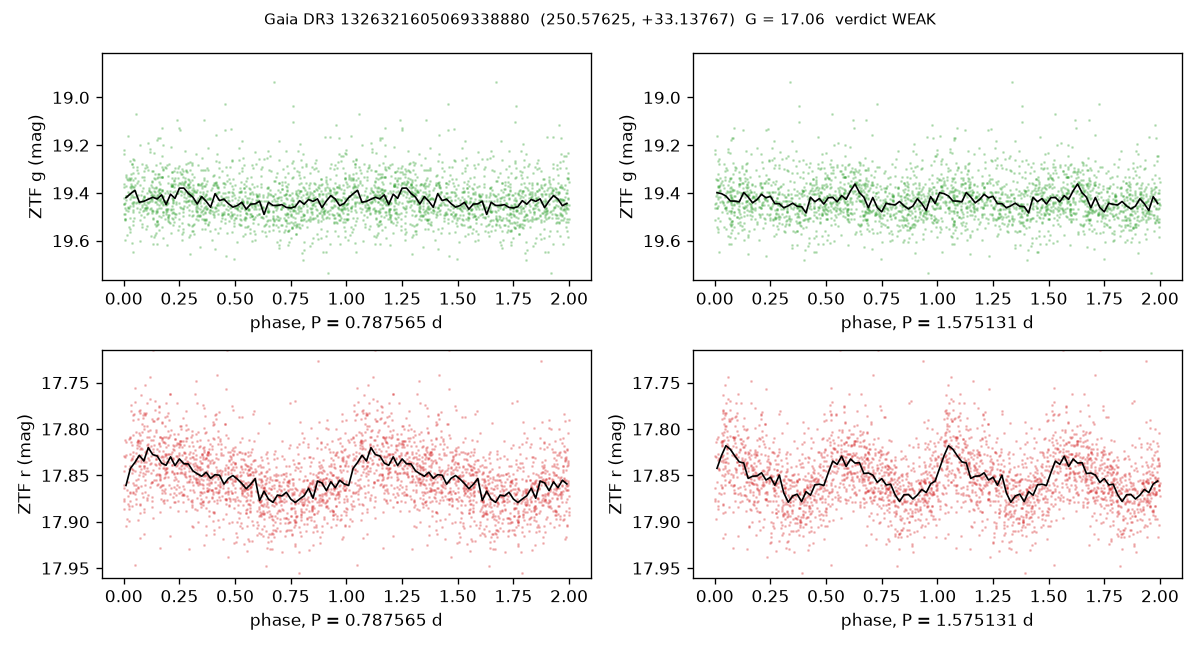 Gaia DR3 1326321605069338880 (250.57625, +33.13767) G = 17.06 verdict WEAK
ZTF g (mag)
19.0
19.2
19.4
19.6
0.00 0.25 0.50 0.75 1.00 1.25 1.50 1.75 2.00
phase, P = 0.787565 d
ZTF g (mag)
19.0
19.2
19.4
19.6
0.00 0.25 0.50 0.75 1.00 1.25 1.50 1.75 2.00
phase, P = 1.575131 d
ZTF r (mag)
17.75
17.80
17.85
17.90
17.95
0.00 0.25 0.50 0.75 1.00 1.25 1.50 1.75 2.00
phase, P = 0.787565 d
ZTF r (mag)
17.75
17.80
17.85
17.90
17.95
0.00 0.25 0.50 0.75 1.00 1.25 1.50 1.75 2.00
phase, P = 1.575131 d